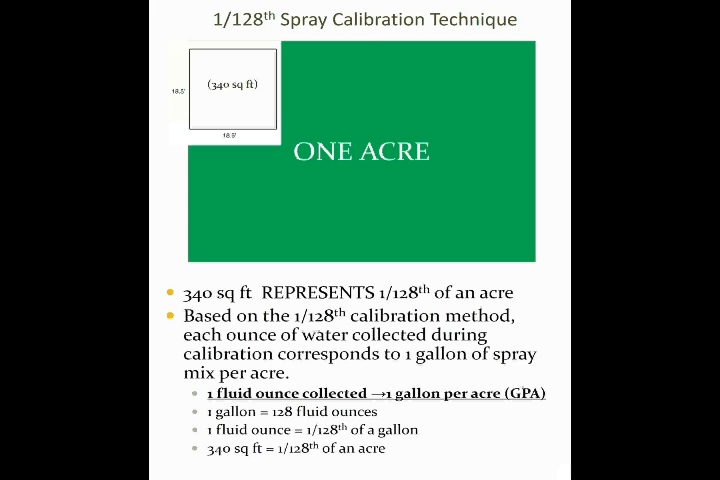 1/128th Spray Calibration Technique
(340 sq ft)
18.5'
18.5'
ONE ACRE
• 340 sq ft REPRESENTS 1/128th of an acre
• Based on the 1/128th calibration method,
each ounce of water collected during
calibration corresponds to 1 gallon of spray
mix per acre.
• 1 fluid ounce collected →1 gallon per acre (GPA)
• 1 gallon = 128 fluid ounces
• 1 fluid ounce = 1/128th of a gallon
• 340 sq ft = 1/128th of an acre